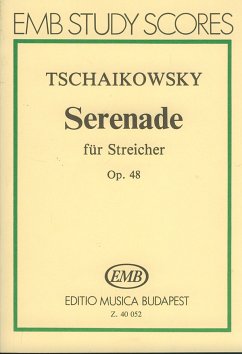 EMB STUDY SCORES
TSCHAIKOWSKY
Serenade
für Streicher
Op. 48
EMB
EDITIO MUSICA BUDAPEST
Z. 40 052